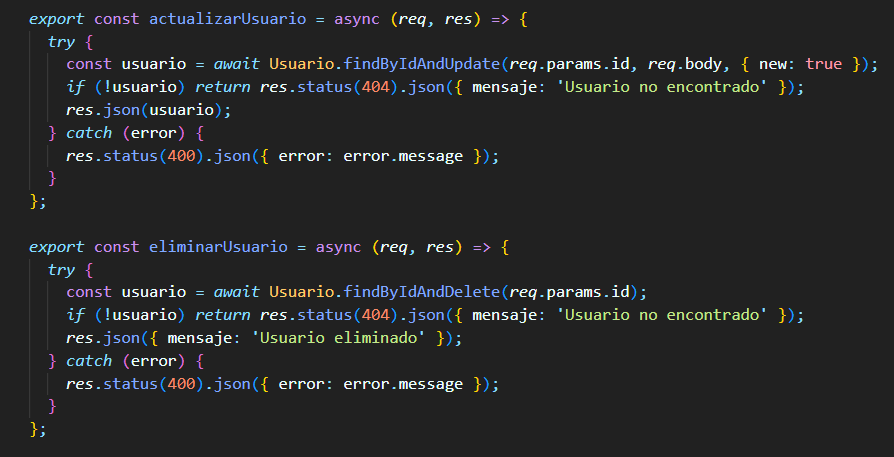 export const actualizarUsuario = async (req, res) => {
  try {
    const usuario = await Usuario.findByIdAndUpdate(req.params.id, req.body, { new: true });
    if (!usuario) return res.status(404).json({ mensaje: 'Usuario no encontrado' });
    res.json(usuario);
  } catch (error) {
    res.status(400).json({ error: error.message });
  }
};

export const eliminarUsuario = async (req, res) => {
  try {
    const usuario = await Usuario.findByIdAndDelete(req.params.id);
    if (!usuario) return res.status(404).json({ mensaje: 'Usuario no encontrado' });
    res.json({ mensaje: 'Usuario eliminado' });
  } catch (error) {
    res.status(400).json({ error: error.message });
  }
};